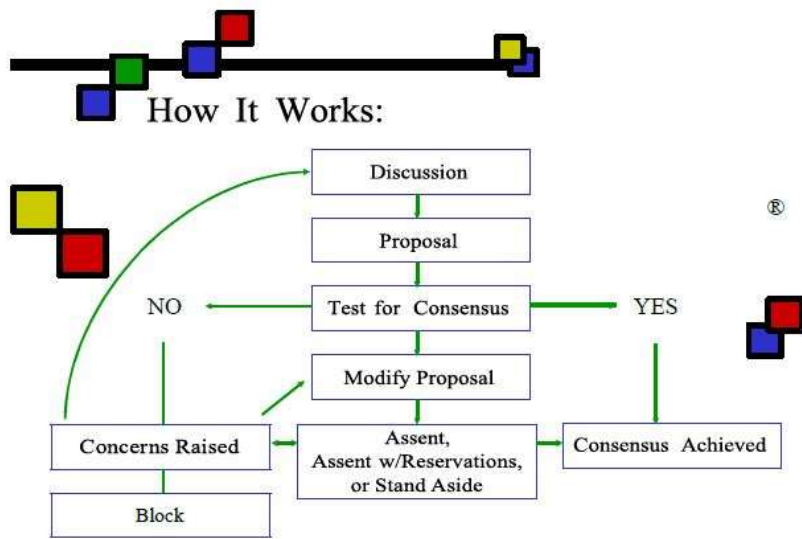 How It Works:
Discussion
®
Proposal
NO
Test for Consensus
YES
Modify Proposal
Concerns Raised
Assent,
Assent w/Reservations,
or Stand Aside
Consensus Achieved
Block